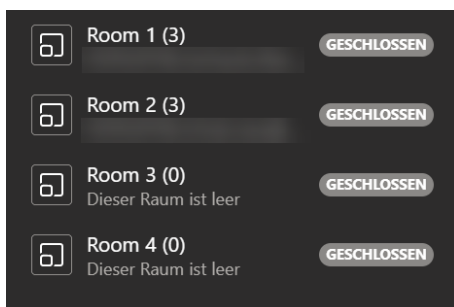 Room 1 (3)
GESCHLOSSEN
Room 2 (3)
GESCHLOSSEN
Room 3 (0)
Dieser Raum ist leer
GESCHLOSSEN
Room 4 (0)
Dieser Raum ist leer
GESCHLOSSEN